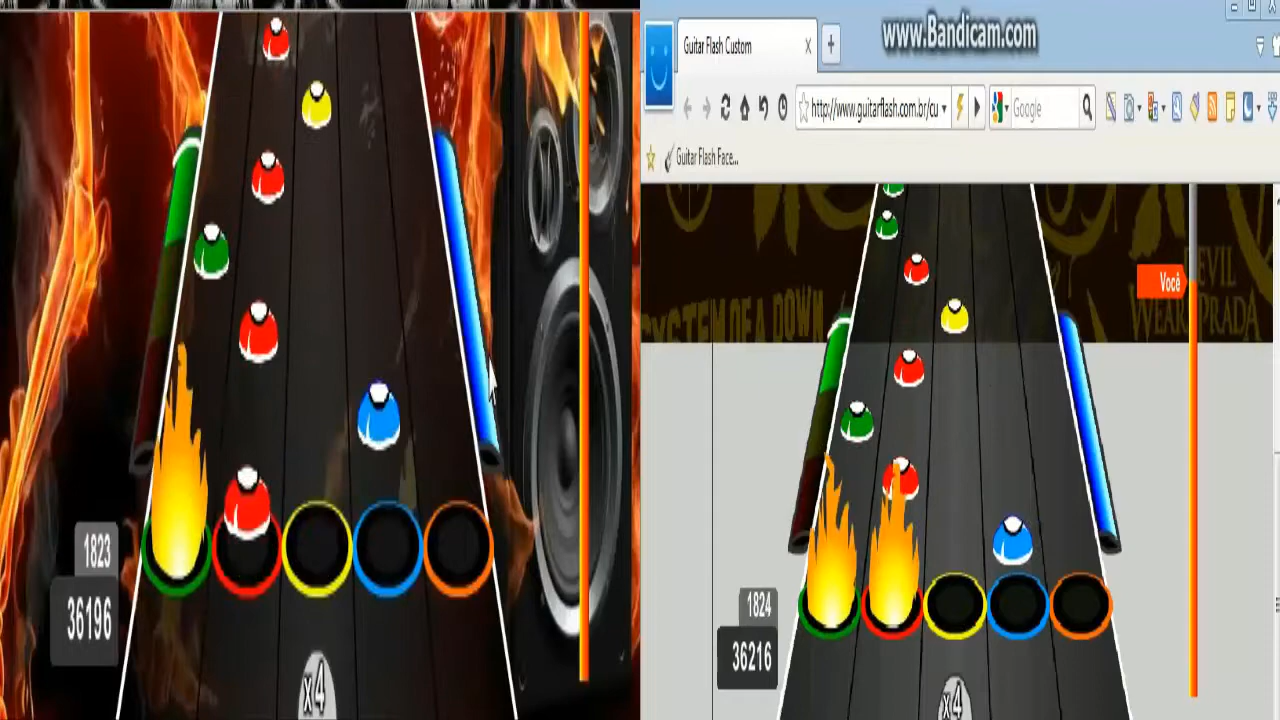 1823
36196
x4
www.Bandicam.com
Guitar Flash Custom
http://www.guitarflash.com.br/cu
Google
Guitar Flash Face...
SYSTEM OF A DOWN
DEVIL
WEARS PRADA
Você
1824
36216
x4